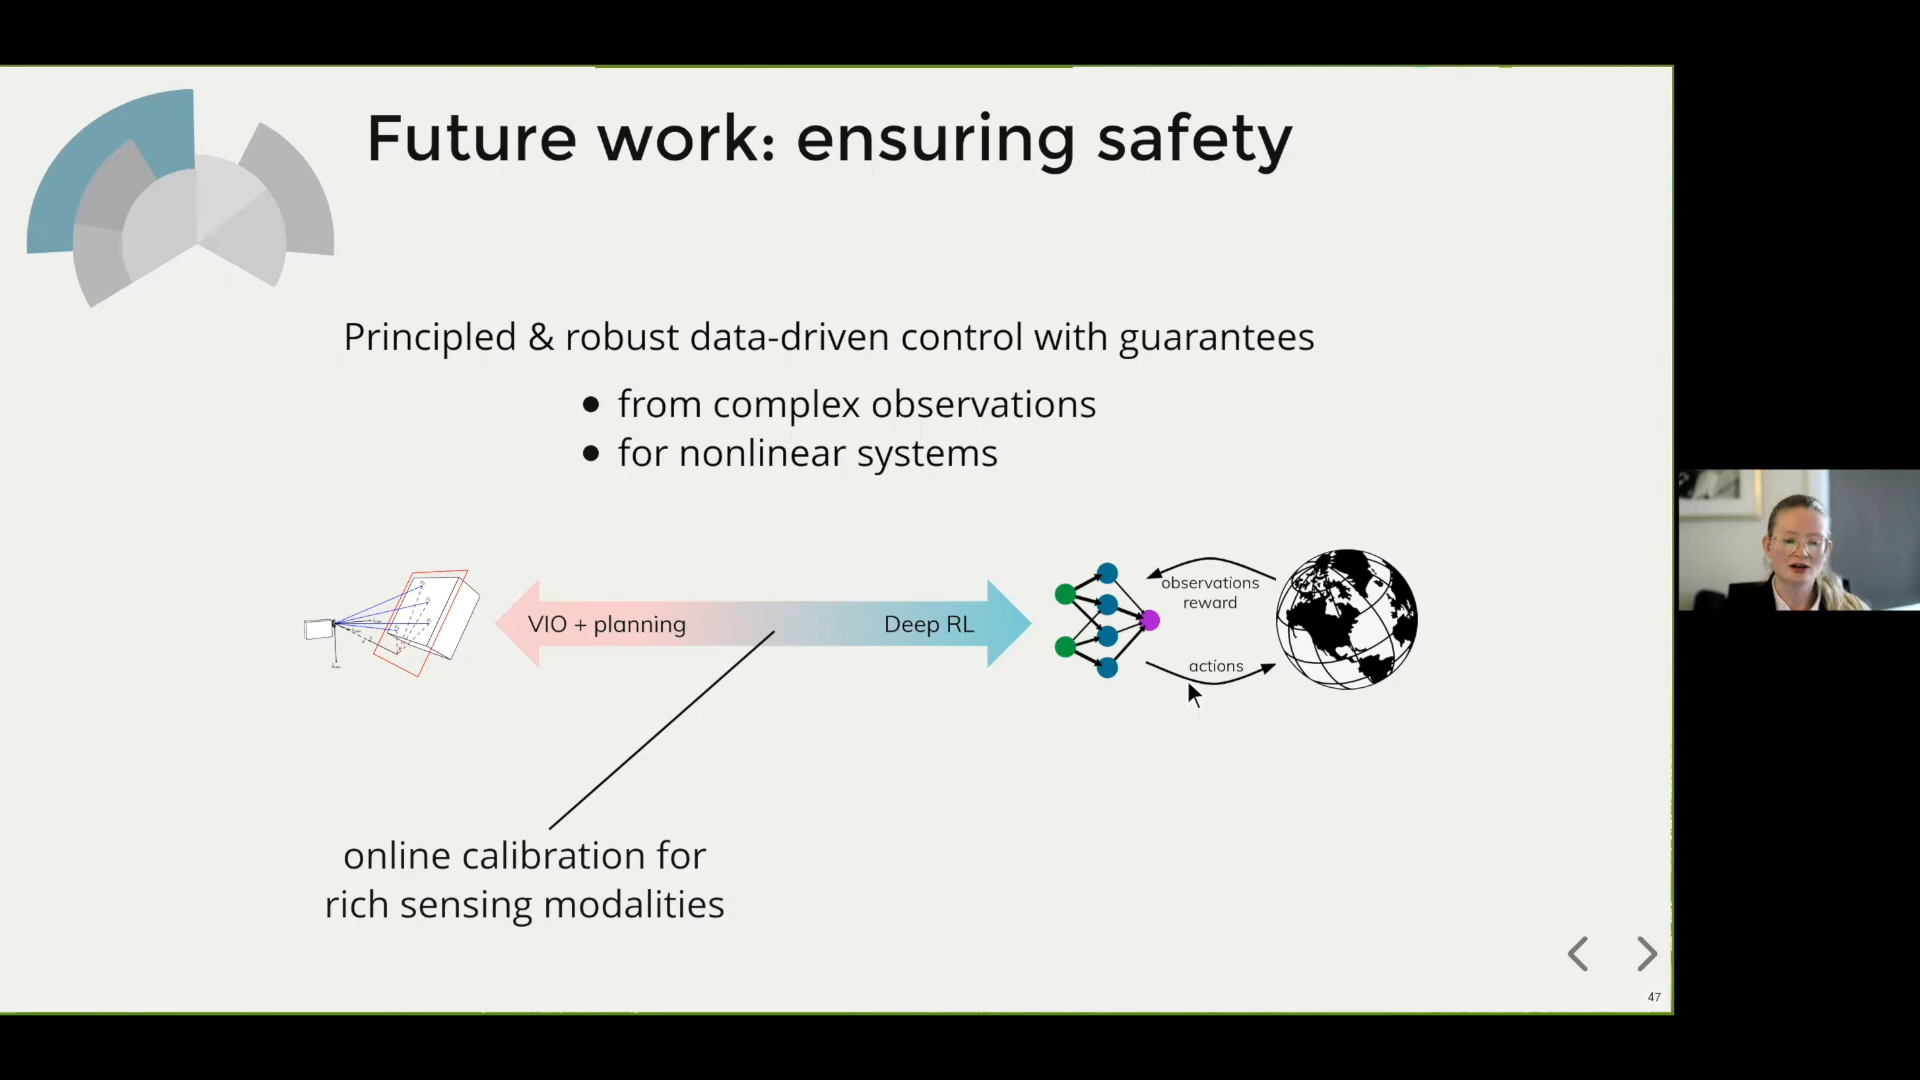 Future work: ensuring safety
Principled & robust data-driven control with guarantees
• from complex observations
• for nonlinear systems
VIO + planning
Deep RL
observations
reward
actions
online calibration for
rich sensing modalities
47